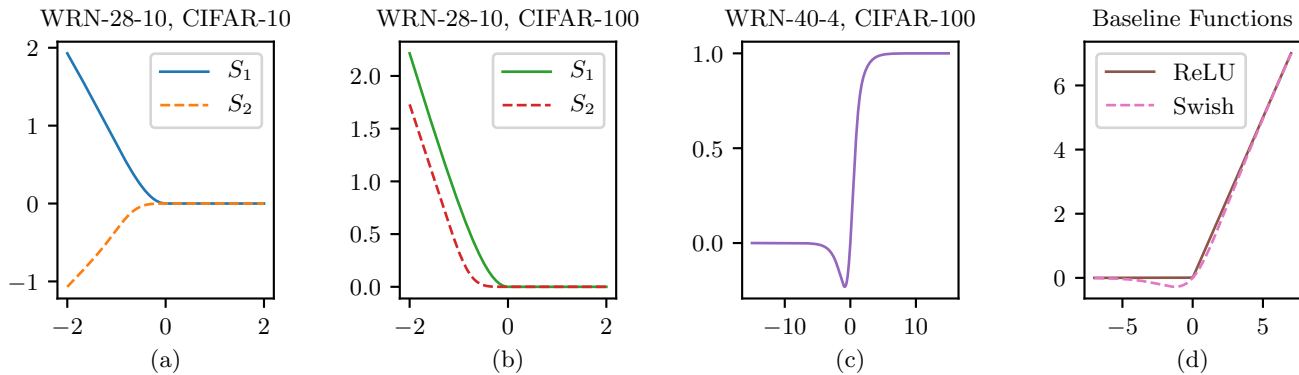 WRN-28-10, CIFAR-10
2
1
0
−1
−2
0
2
S1
S2
(a)
WRN-28-10, CIFAR-100
2.0
1.5
1.0
0.5
0.0
−2
0
2
S1
S2
(b)
WRN-40-4, CIFAR-100
1.0
0.5
0.0
−10
0
10
(c)
Baseline Functions
6
4
2
0
−5
0
5
ReLU
Swish
(d)